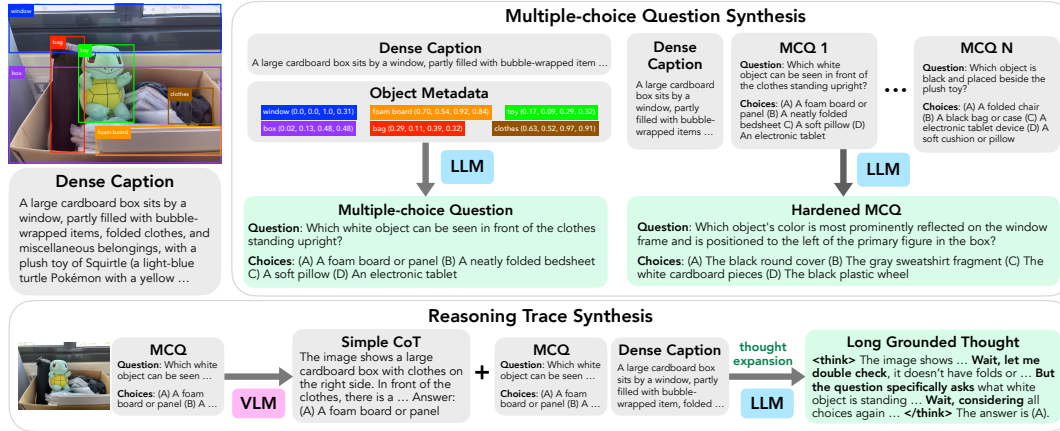 window
bag
toy
box
clothes
foam board
Dense Caption
A large cardboard box sits by a
window, partly filled with bubble-
wrapped items, folded clothes, and
miscellaneous belongings, with a
plush toy of Squirtle (a light-blue
turtle Pokémon with a yellow ...
Multiple-choice Question Synthesis
Dense Caption
A large cardboard box sits by a window, partly filled with bubble-wrapped item ...
Object Metadata
window (0.0, 0.0, 1.0, 0.31)
foam board (0.70, 0.54, 0.92, 0.84)
toy (0.17, 0.09, 0.29, 0.32)
box (0.02, 0.13, 0.48, 0.48)
bag (0.29, 0.11, 0.39, 0.32)
clothes (0.63, 0.52, 0.97, 0.91)
LLM
Multiple-choice Question
Question: Which white object can be seen in front of the clothes
standing upright?
Choices: (A) A foam board or panel (B) A neatly folded bedsheet
C) A soft pillow (D) An electronic tablet
Dense
Caption
A large cardboard
box sits by a
window, partly
filled with bubble-
wrapped items ...
MCQ 1
Question: Which white
object can be seen in front of
the clothes standing upright?
Choices: (A) A foam board or
panel (B) A neatly folded
bedsheet C) A soft pillow (D)
An electronic tablet
...
MCQ N
Question: Which object is
black and placed beside the
plush toy?
Choices: (A) A folded chair
(B) A black bag or case (C) A
electronic tablet device (D) A
soft cushion or pillow
LLM
Hardened MCQ
Question: Which object's color is most prominently reflected on the window
frame and is positioned to the left of the primary figure in the box?
Choices: (A) The black round cover (B) The gray sweatshirt fragment (C) The
white cardboard pieces (D) The black plastic wheel
Reasoning Trace Synthesis
MCQ
Question: Which white
object can be seen ...
Choices: (A) A foam
board or panel (B) A ...
VLM
Simple CoT
The image shows a large
cardboard box with clothes on
the right side. In front of the
clothes, there is a ... Answer:
(A) A foam board or panel
+
MCQ
Question: Which white
object can be seen ...
Choices: (A) A foam
board or panel (B) A ...
Dense Caption
A large cardboard box
sits by a window, partly
filled with bubble-
wrapped item, folded ...
thought
expansion
LLM
Long Grounded Thought
<think> The image shows ... Wait, let me
double check, it doesn't have folds or ... But
the question specifically asks what white
object is standing ... Wait, considering all
choices again ... </think> The answer is (A).